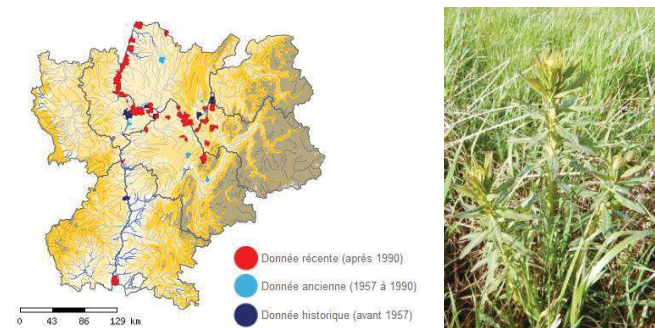 Donnée récente (après 1990)
Donnée ancienne (1957 à 1990)
Donnée historique (avant 1957)
0 43 86 129 km